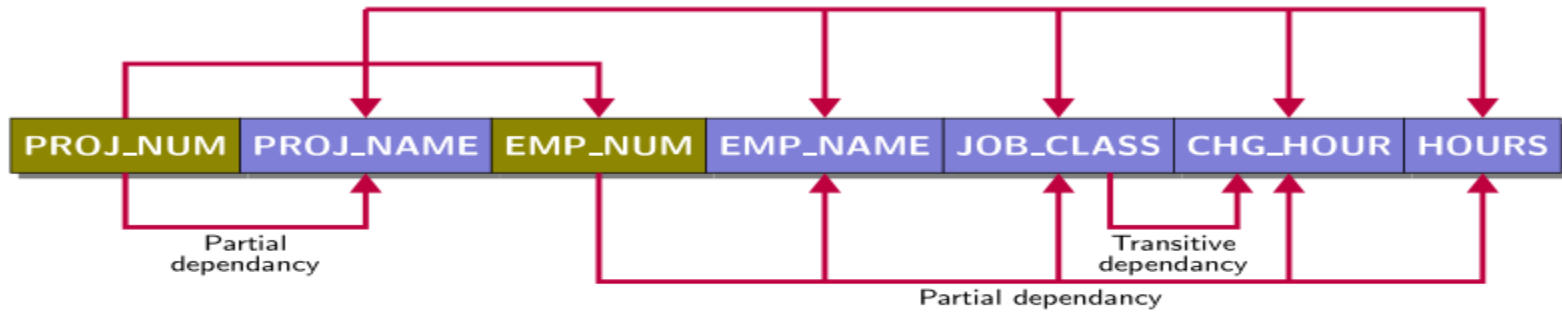 PROJ_NUM PROJ_NAME EMP_NUM EMP_NAME JOB_CLASS CHG_HOUR HOURS
Partial
dependancy
Transitive
dependancy
Partial dependancy